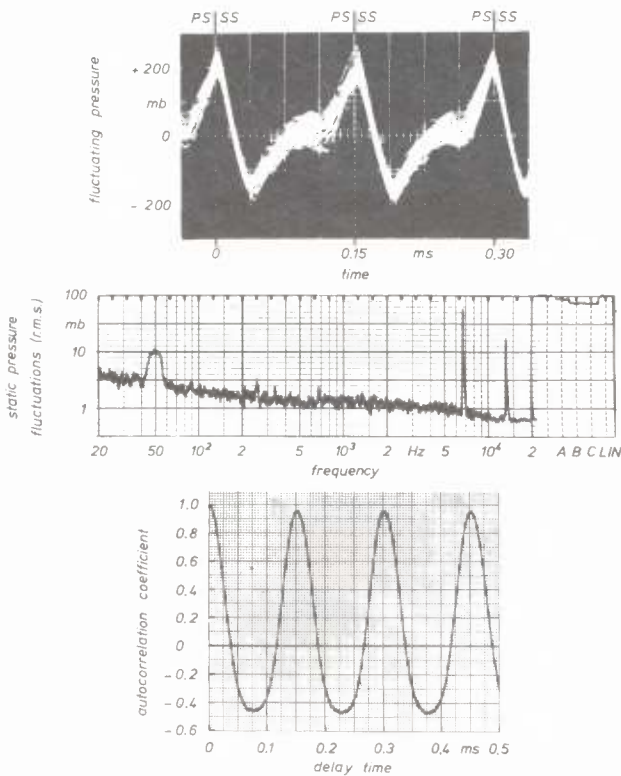 PS SS PS SS PS SS
+ 200
mb
0
- 200
fluctuating pressure
0 0.15 ms 0.30
time
100
mb
10
1
static pressure
fluctuations (r.m.s.)
20 50 10² 2 5 10³ 2 Hz 5 10⁴ 2 A B C LIN
frequency
1.0
0.8
0.6
0.4
0.2
0
- 0.2
- 0.4
- 0.6
autocorrelation coefficient
0 0.1 0.2 0.3 0.4 ms 0.5
delay time